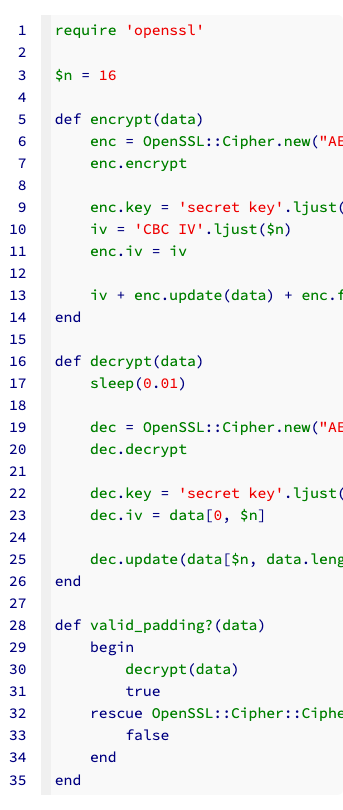 1 require 'openssl'
2
3 $n = 16
4
5 def encrypt(data)
6 enc = OpenSSL::Cipher.new("AE
7 enc.encrypt
8
9 enc.key = 'secret key'.ljust(
10 iv = 'CBC IV'.ljust($n)
11 enc.iv = iv
12
13 iv + enc.update(data) + enc.f
14 end
15
16 def decrypt(data)
17 sleep(0.01)
18
19 dec = OpenSSL::Cipher.new("AE
20 dec.decrypt
21
22 dec.key = 'secret key'.ljust(
23 dec.iv = data[0, $n]
24
25 dec.update(data[$n, data.leng
26 end
27
28 def valid_padding?(data)
29 begin
30 decrypt(data)
31 true
32 rescue OpenSSL::Cipher::Ciphe
33 false
34 end
35 end